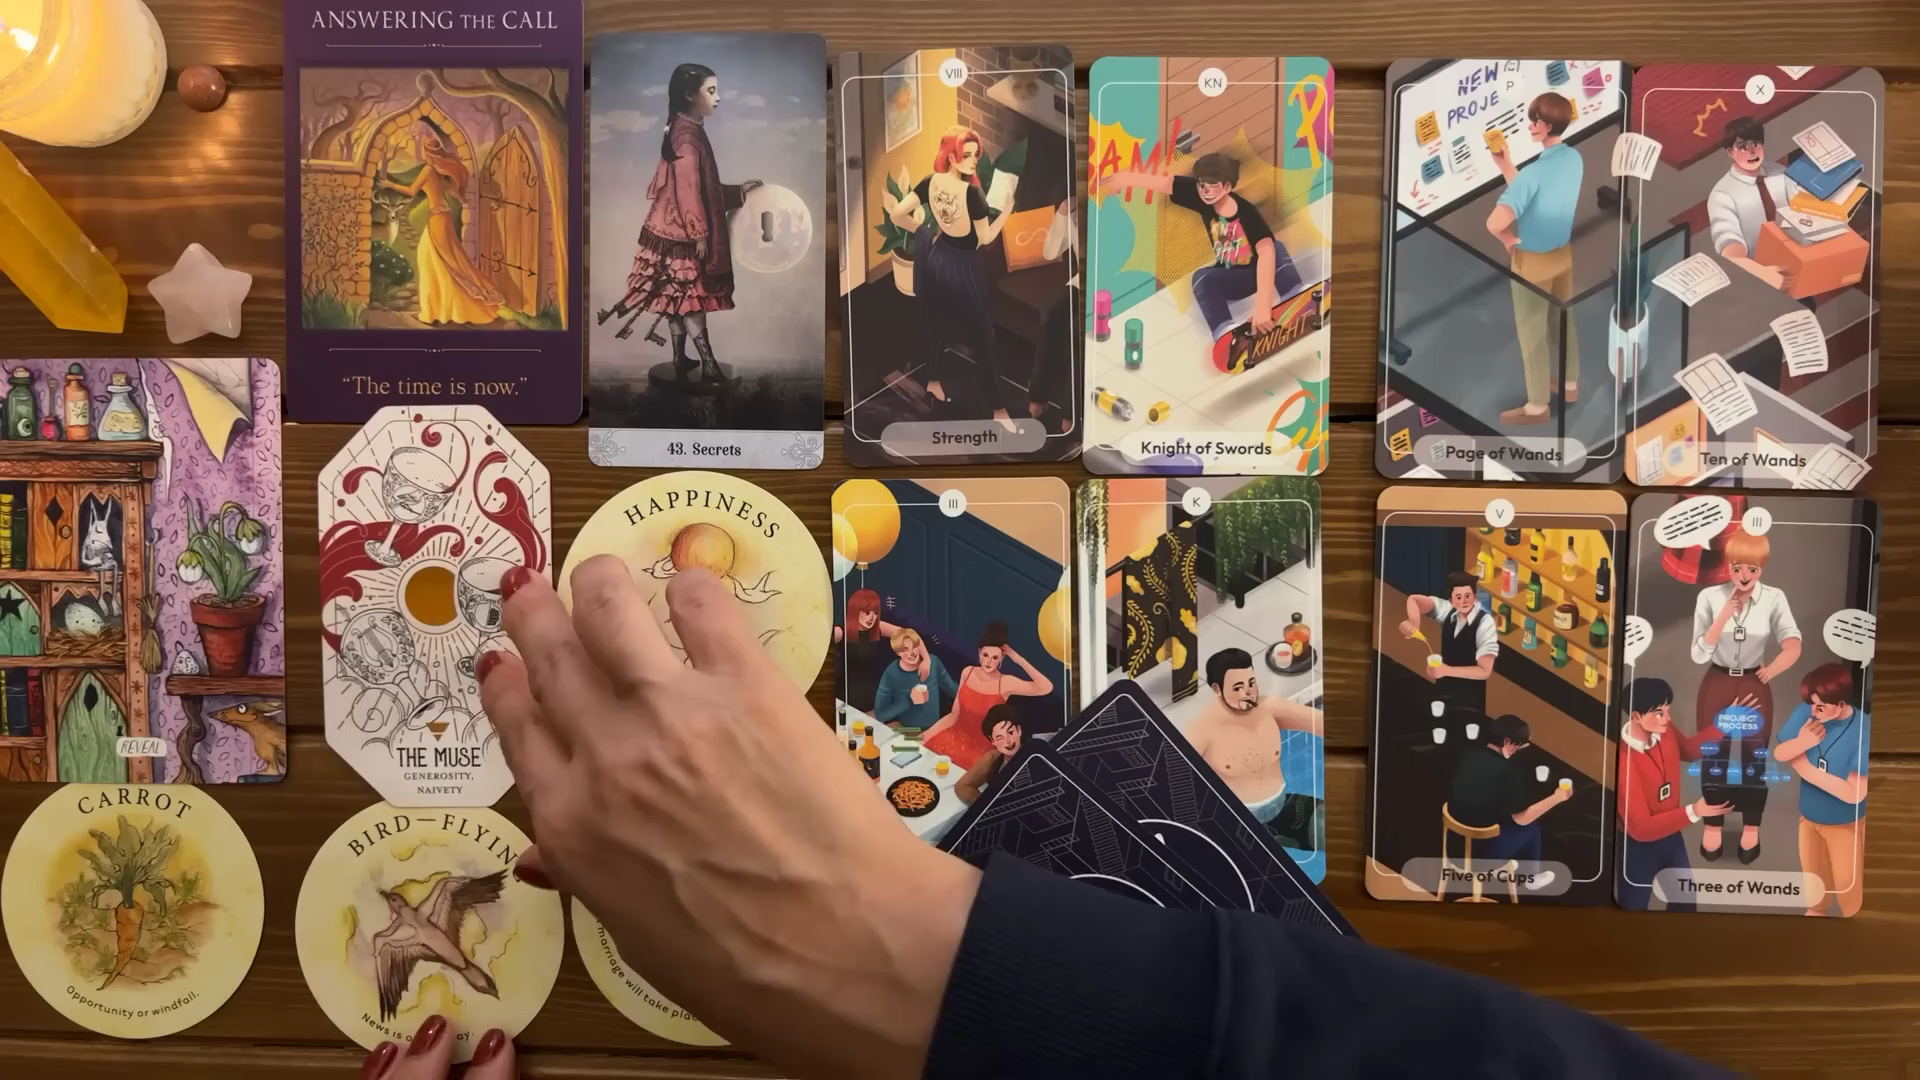 ANSWERING THE CALL
"The time is now."
43. Secrets
VIII
Strength
KN
BAM!
KNIGHT
Knight of Swords
NEW
PROJE
P
Page of Wands
X
Ten of Wands
REVEAL
THE MUSE
GENEROSITY,
NAIVETY
HAPPINESS
III
K
V
Five of Cups
III
PROJECT
PROCESS
Three of Wands
CARROT
Opportunity or windfall.
BIRD—FLYIN
News is
marriage will take plac